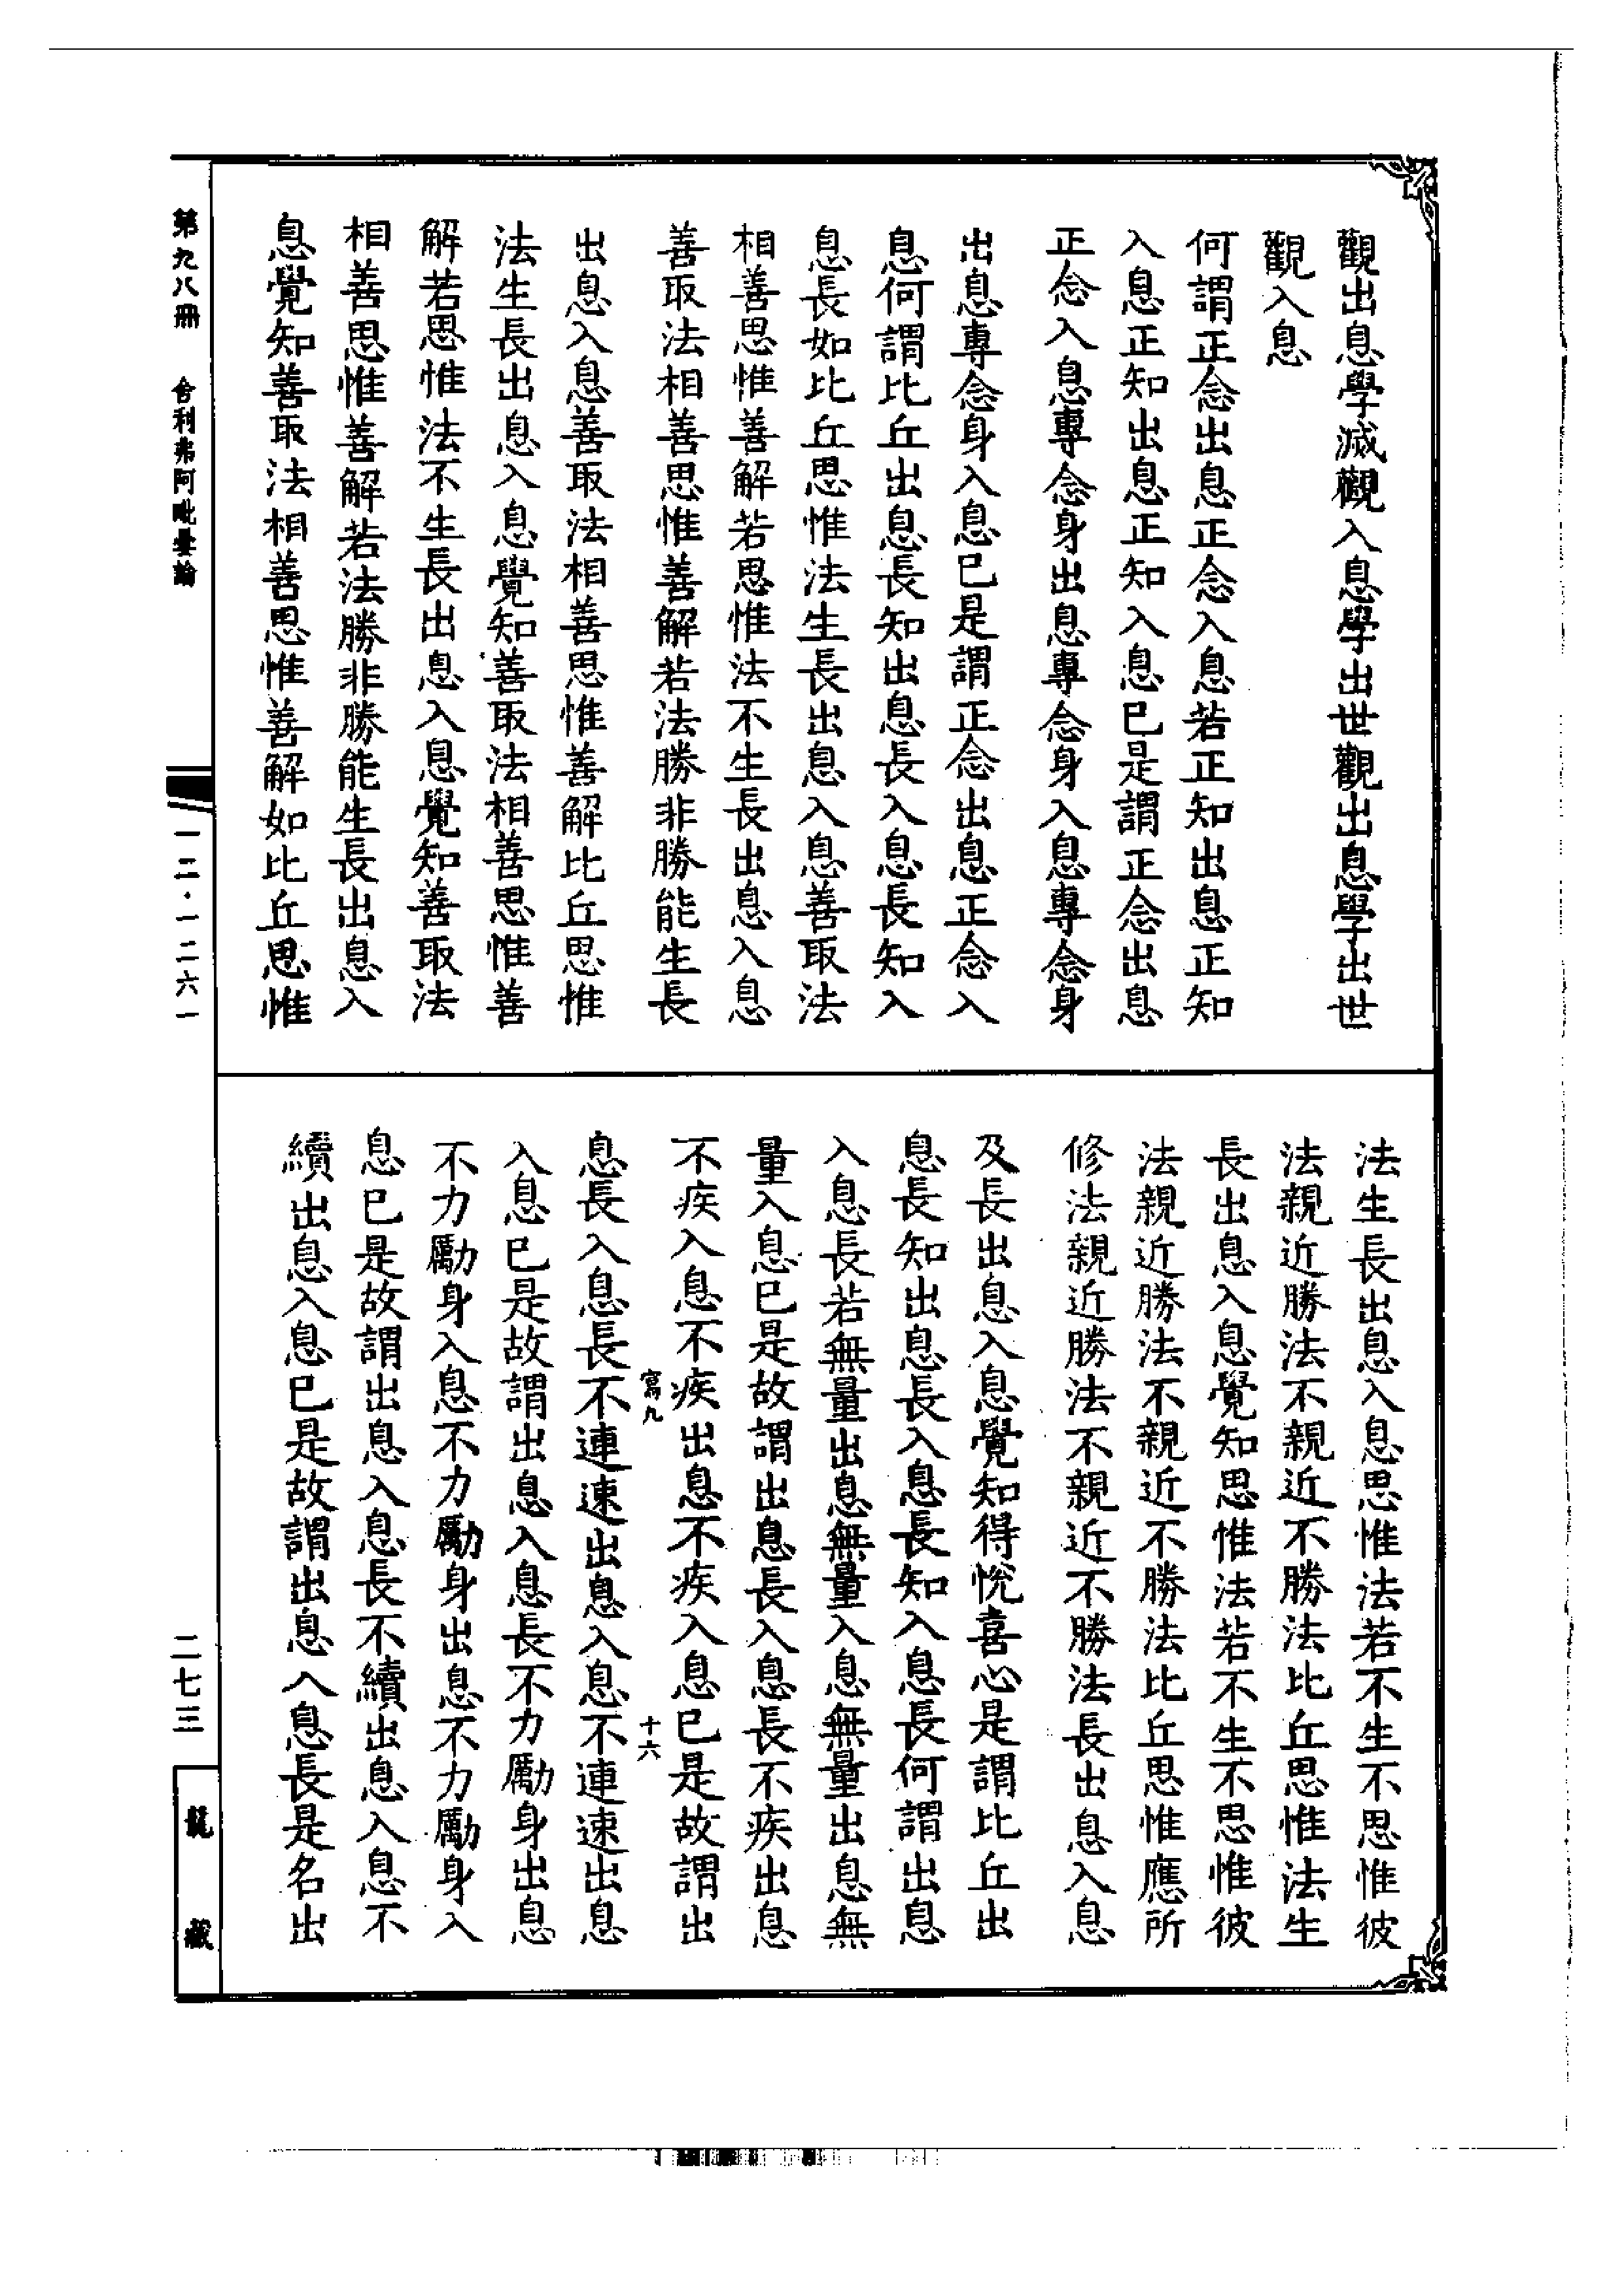 觀出息學滅觀入息學出世觀出息學出世
觀入息
何謂正念出息正念入息若正知出息正知
入息正知出息正知入息已是謂正念出息
正念入息專念身出息專念身入息專念身
出息專念身入息已是謂正念出息正念入
息何謂比丘出息長知出息長入息長知入
息長如比丘思惟法生長出息入息善取法
相善思惟善解若思惟法不生長出息入息
善取法相善思惟善解若法勝非勝能生長
出息入息善取法相善思惟善解比丘思惟
法生長出息入息覺知善取法相善思惟善
解若思惟法不生長出息入息覺知善取法
相善思惟善解若法勝非勝能生長出息入
息覺知善取法相善思惟善解如比丘思惟
法生長出息入息思惟法若不生不思惟彼
法親近勝法不親近不勝法比丘思惟法生
長出息入息覺知思惟法若不生不思惟彼
法親近勝法不親近不勝法比丘思惟應所
修法親近勝法不親近不勝法長出息入息
及長出息入息覺知得悅喜心是謂比丘出
息長知出息長入息長知入息長何謂出息
入息長若無量出息無量入息無量出息無
量入息已是故謂出息長入息長不疾出息
不疾入息不疾出息不疾入息已是故謂出
寫九 十六
息長入息長不連速出息入息不連速出息
入息已是故謂出息入息長不力勵身出息
不力勵身入息不力勵身出息不力勵身入
息已是故謂出息入息長不續出息入息不
續出息入息已是故謂出息入息長是名出
第九八冊 舍利弗阿毗曇論
一二·一二六一
二七三
龍藏